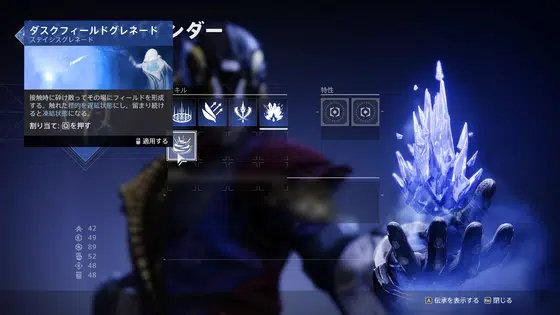 ンダー
ダスクフィールドグレネード
ステイシスグレネード
接触時に砕け散ってその場にフィールドを形成
する。触れた標的を遅延状態にし、留まり続け
ると凍結状態になる。
割り当て: Qを押す
適用する
キル
特性
42
49
89
52
48
48
A 伝承を表示する Esc 閉じる